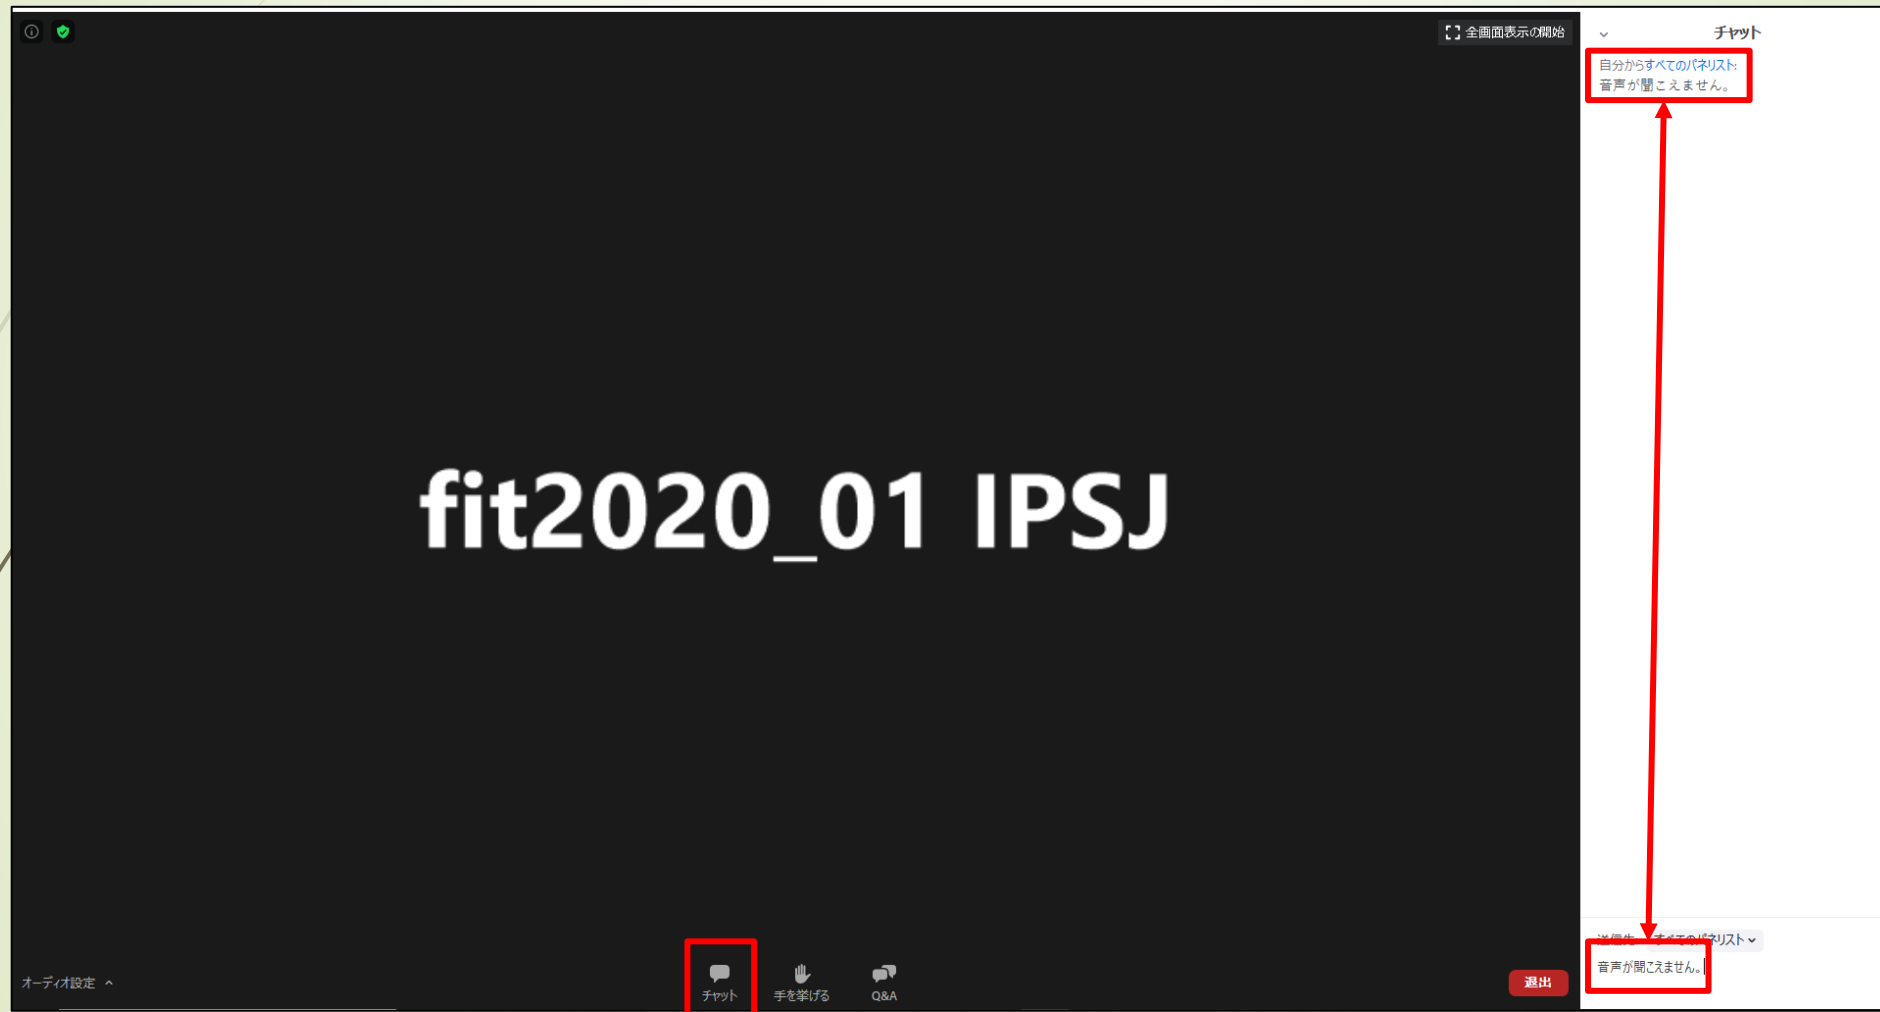 全画面表示の開始
チャット
自分からすべてのパネリスト:
音声が聞こえません。
fit2020_01 IPSJ
送信先 すべてのパネリスト
音声が聞こえません。
オーディオ設定
チャット
手を挙げる
Q&A
退出